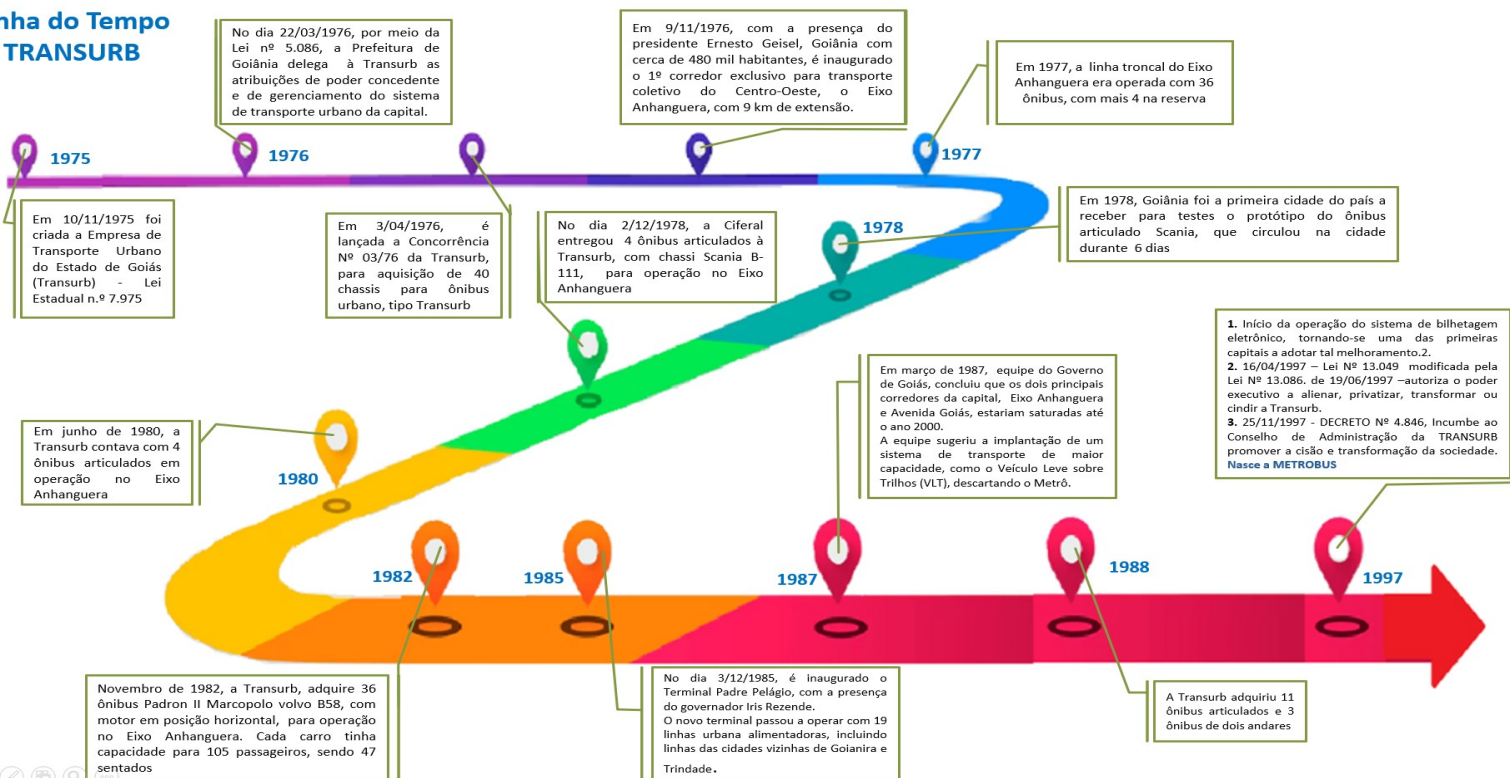 nha do Tempo
TRANSURB
No dia 22/03/1976, por meio da
Lei nº 5.086, a Prefeitura de
Goiânia delega à Transurb as
atribuições de poder concedente
e de gerenciamento do sistema
de transporte urbano da capital.
Em 9/11/1976, com a presença do
presidente Ernesto Geisel, Goiânia com
cerca de 480 mil habitantes, é inaugurado
o 1º corredor exclusivo para transporte
coletivo do Centro-Oeste, o Eixo
Anhanguera, com 9 km de extensão.
Em 1977, a linha troncal do Eixo
Anhanguera era operada com 36
ônibus, com mais 4 na reserva
1975
1976
1977
Em 10/11/1975 foi
criada a Empresa de
Transporte Urbano
do Estado de Goiás
(Transurb) - Lei
Estadual n.º 7.975
Em 3/04/1976, é
lançada a Concorrência
Nº 03/76 da Transurb,
para aquisição de 40
chassis para ônibus
urbano, tipo Transurb
No dia 2/12/1978, a Ciferal
entregou 4 ônibus articulados à
Transurb, com chassi Scania B-
111, para operação no Eixo
Anhanguera
1978
Em 1978, Goiânia foi a primeira cidade do país a
receber para testes o protótipo do ônibus
articulado Scania, que circulou na cidade
durante 6 dias
1. Início da operação do sistema de bilhetagem
eletrônico, tornando-se uma das primeiras
capitais a adotar tal melhoramento.2.
2. 16/04/1997 – Lei Nº 13.049 modificada pela
Lei Nº 13.086. de 19/06/1997 –autoriza o poder
executivo a alienar, privatizar, transformar ou
cindir a Transurb.
3. 25/11/1997 - DECRETO Nº 4.846, Incumbe ao
Conselho de Administração da TRANSURB
promover a cisão e transformação da sociedade.
Nasce a METROBUS
Em março de 1987, equipe do Governo
de Goiás, concluiu que os dois principais
corredores da capital, Eixo Anhanguera
e Avenida Goiás, estariam saturadas até
o ano 2000.
A equipe sugeriu a implantação de um
sistema de transporte de maior
capacidade, como o Veículo Leve sobre
Trilhos (VLT), descartando o Metrô.
Em junho de 1980, a
Transurb contava com 4
ônibus articulados em
operação no Eixo
Anhanguera
1980
1982
1985
1987
1988
1997
Novembro de 1982, a Transurb, adquire 36
ônibus Padron II Marcopolo volvo B58, com
motor em posição horizontal, para operação
no Eixo Anhanguera. Cada carro tinha
capacidade para 105 passageiros, sendo 47
sentados
No dia 3/12/1985, é inaugurado o
Terminal Padre Pelágio, com a presença
do governador Iris Rezende.
O novo terminal passou a operar com 19
linhas urbana alimentadoras, incluindo
linhas das cidades vizinhas de Goianira e
Trindade.
A Transurb adquiriu 11
ônibus articulados e 3
ônibus de dois andares